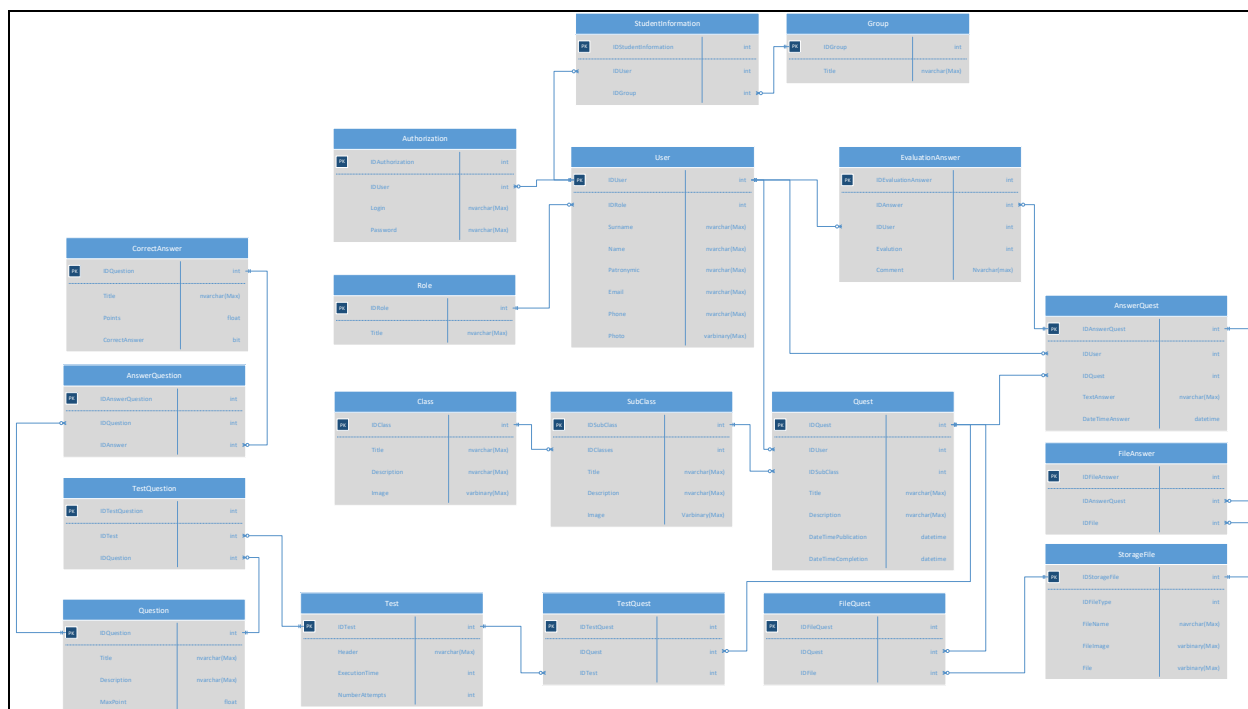 StudentInformation
PK IDStudentInformation int
IDUser int
IDGroup int
Group
PK IDGroup int
Title nvarchar(Max)
Authorization
PK IDAuthorization int
IDUser int
Login nvarchar(Max)
Password nvarchar(Max)
User
PK IDUser int
IDRole int
Surname nvarchar(Max)
Name nvarchar(Max)
Patronymic nvarchar(Max)
Email nvarchar(Max)
Phone nvarchar(Max)
Photo varbinary(Max)
EvaluationAnswer
PK IDEvaluationAnswer int
IDAnswer int
IDUser int
Evalution int
Comment Nvarchar(max)
CorrectAnswer
PK IDQuestion int
Title nvarchar(Max)
Points float
CorrectAnswer bit
Role
PK IDRole int
Title nvarchar(Max)
AnswerQuest
PK IDAnswerQuest int
IDUser int
IDQuest int
TextAnswer nvarchar(Max)
DateTimeAnswer datetime
AnswerQuestion
PK IDAnswerQuestion int
IDQuestion int
IDAnswer int
Class
PK IDClass int
Title nvarchar(Max)
Description nvarchar(Max)
Image varbinary(Max)
SubClass
PK IDSubClass int
IDClasses int
Title nvarchar(Max)
Description nvarchar(Max)
Image Varbinary(Max)
Quest
PK IDQuest int
IDUser int
IDSubClass int
Title nvarchar(Max)
Description nvarchar(Max)
DateTimePublication datetime
DateTimeCompletion datetime
FileAnswer
PK IDFileAnswer int
IDAnswerQuest int
IDFile int
TestQuestion
PK IDTestQuestion int
IDTest int
IDQuestion int
StorageFile
PK IDStorageFile int
IDFileType int
FileName navrchar(Max)
FileImage varbinary(Max)
File varbinary(Max)
Question
PK IDQuestion int
Title nvarchar(Max)
Description nvarchar(Max)
MaxPoint float
Test
PK IDTest int
Header nvarchar(Max)
ExecutionTime int
NumberAttempts int
TestQuest
PK IDTestQuest int
IDQuest int
IDTest int
FileQuest
PK IDFileQuest int
IDQuest int
IDFile int